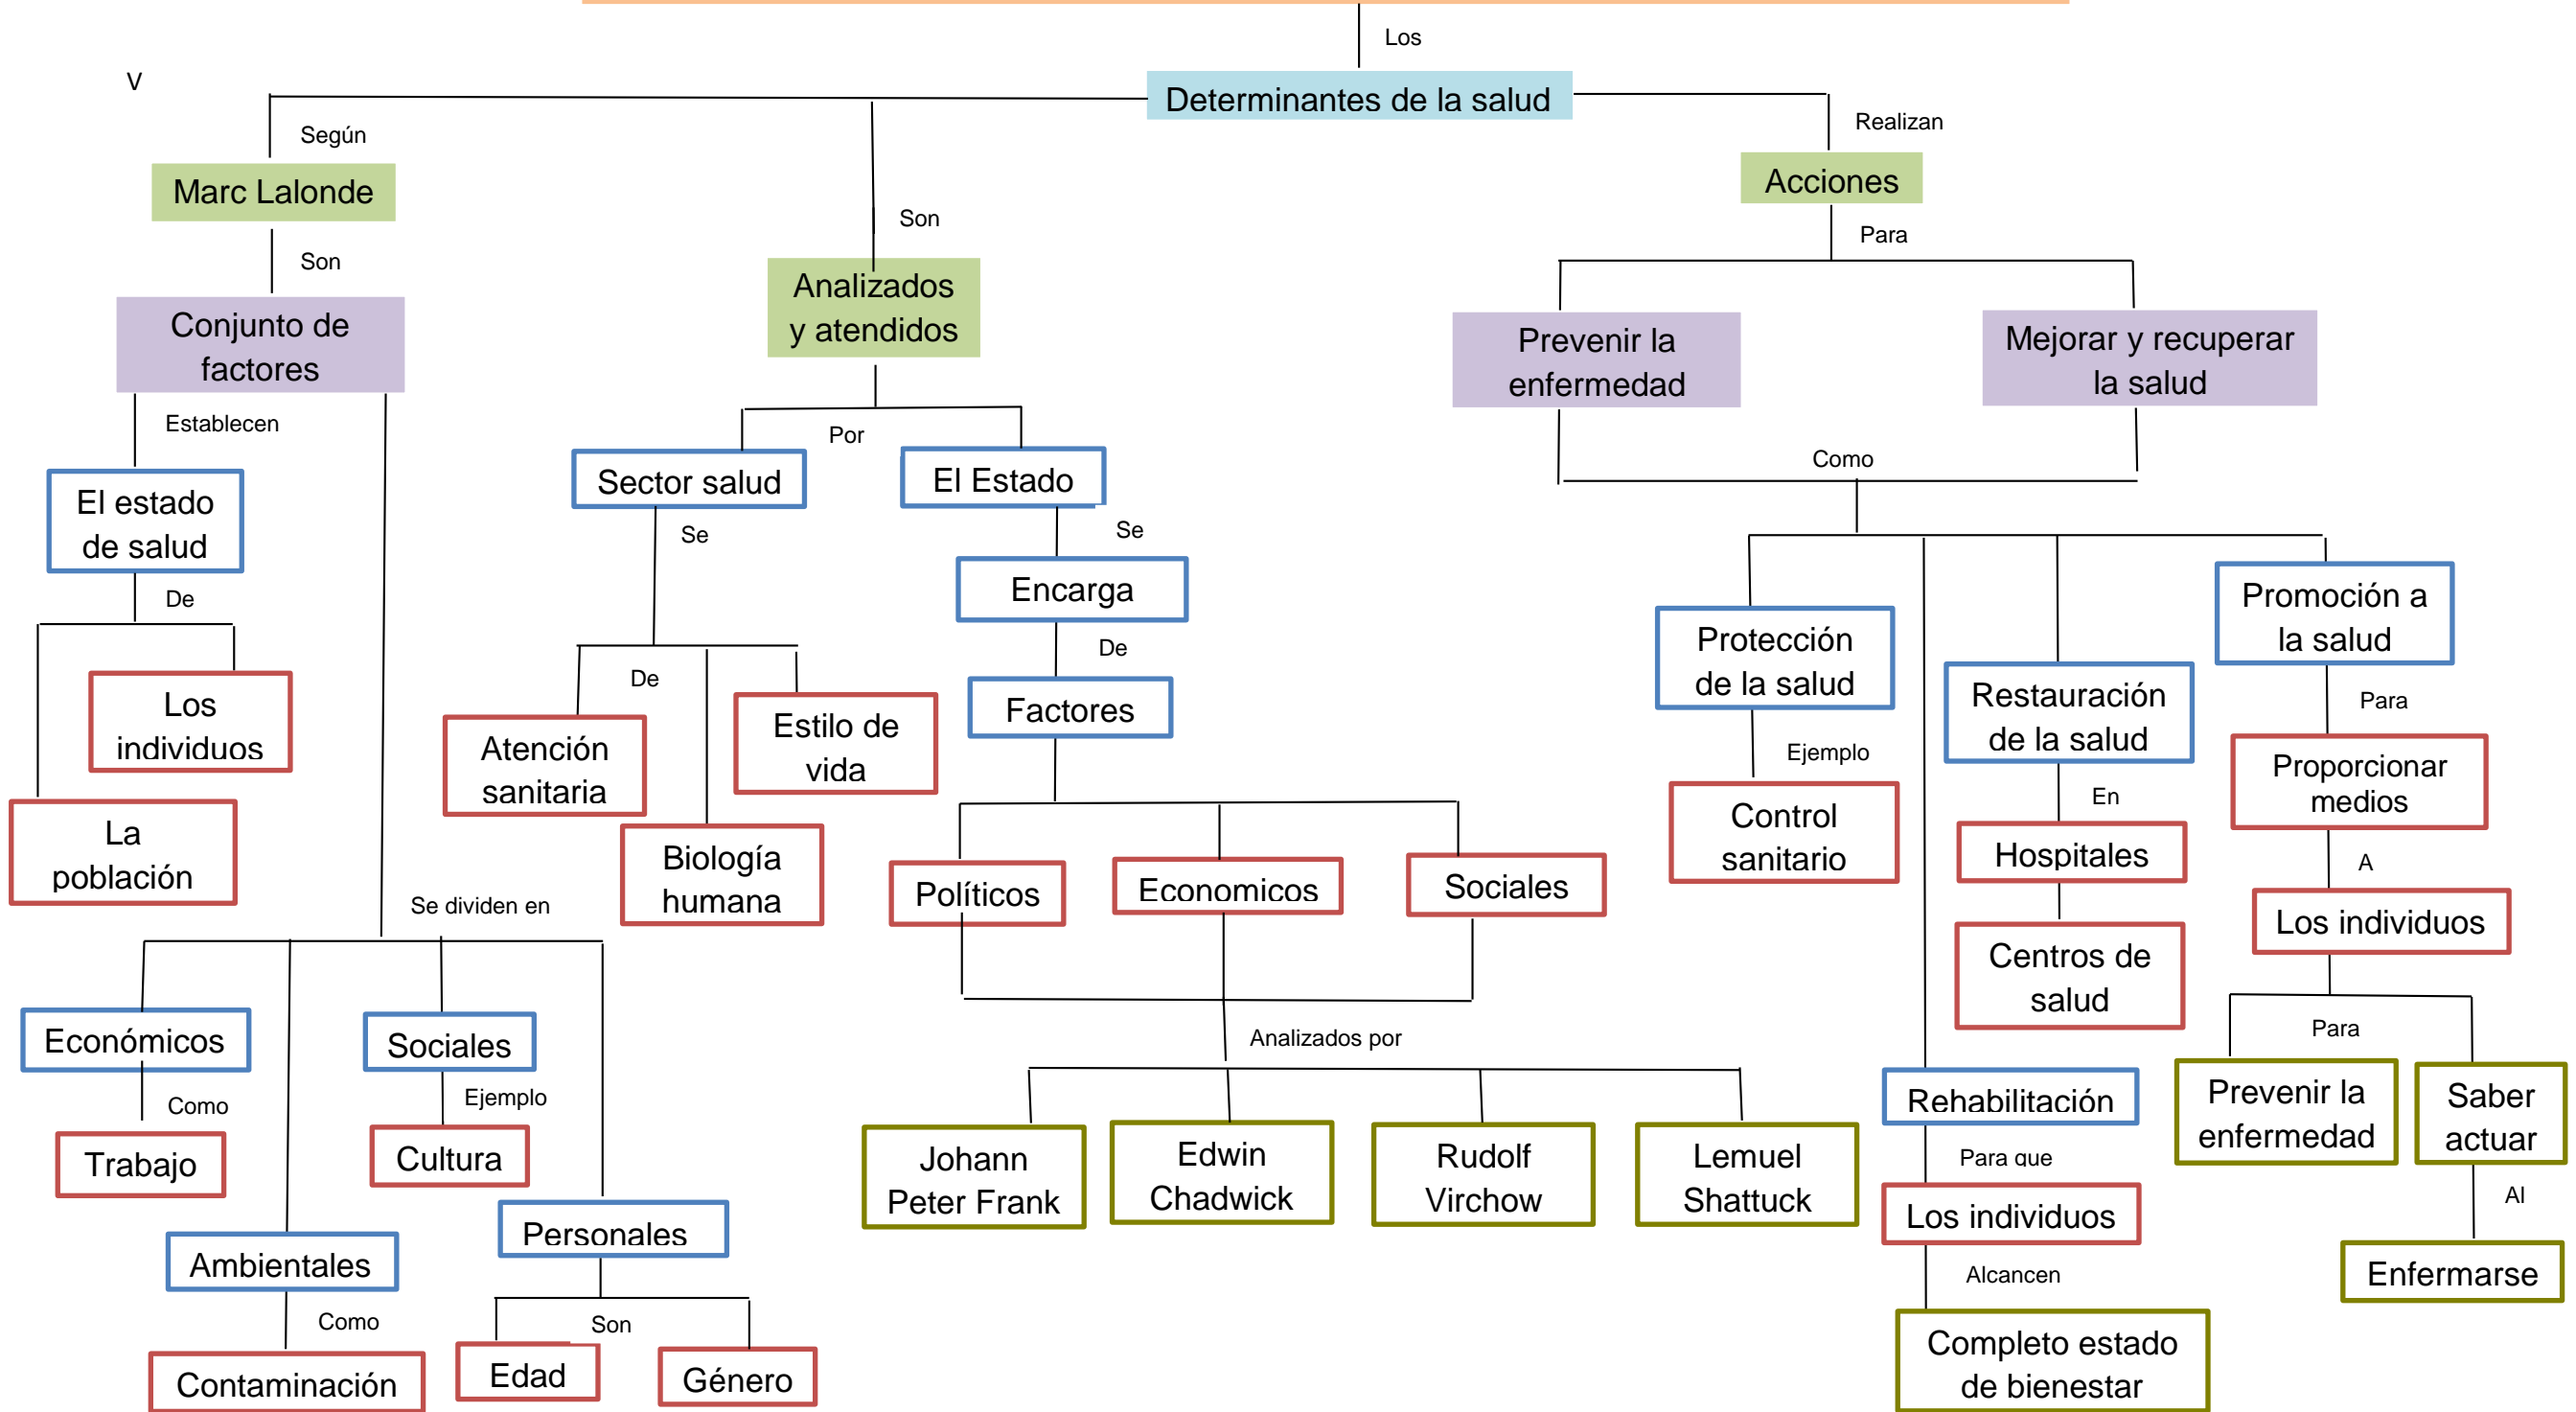 Los
V
Determinantes de la salud
Según
Realizan
Marc Lalonde
Acciones
Son
Para
Son
Analizados
y atendidos
Conjunto de
factores
Prevenir la
enfermedad
Mejorar y recuperar
la salud
Establecen
Por
Como
Sector salud
El Estado
El estado
de salud
Se
Se
Encarga
De
De
De
Factores
Los
individuos
La
población
Atención
sanitaria
Estilo de
vida
Biología
humana
Protección
de la salud
Restauración
de la salud
Promoción a
la salud
Para
Ejemplo
En
Proporcionar
medios
Control
sanitario
Hospitales
A
Los individuos
Centros de
salud
Políticos
Economicos
Sociales
Se dividen en
Económicos
Sociales
Analizados por
Para
Como
Ejemplo
Trabajo
Cultura
Johann
Peter Frank
Edwin
Chadwick
Rudolf
Virchow
Lemuel
Shattuck
Rehabilitación
Prevenir la
enfermedad
Saber
actuar
Para que
Los individuos
Al
Personales
Ambientales
Alcancen
Enfermarse
Como
Son
Contaminación
Edad
Género
Completo estado
de bienestar